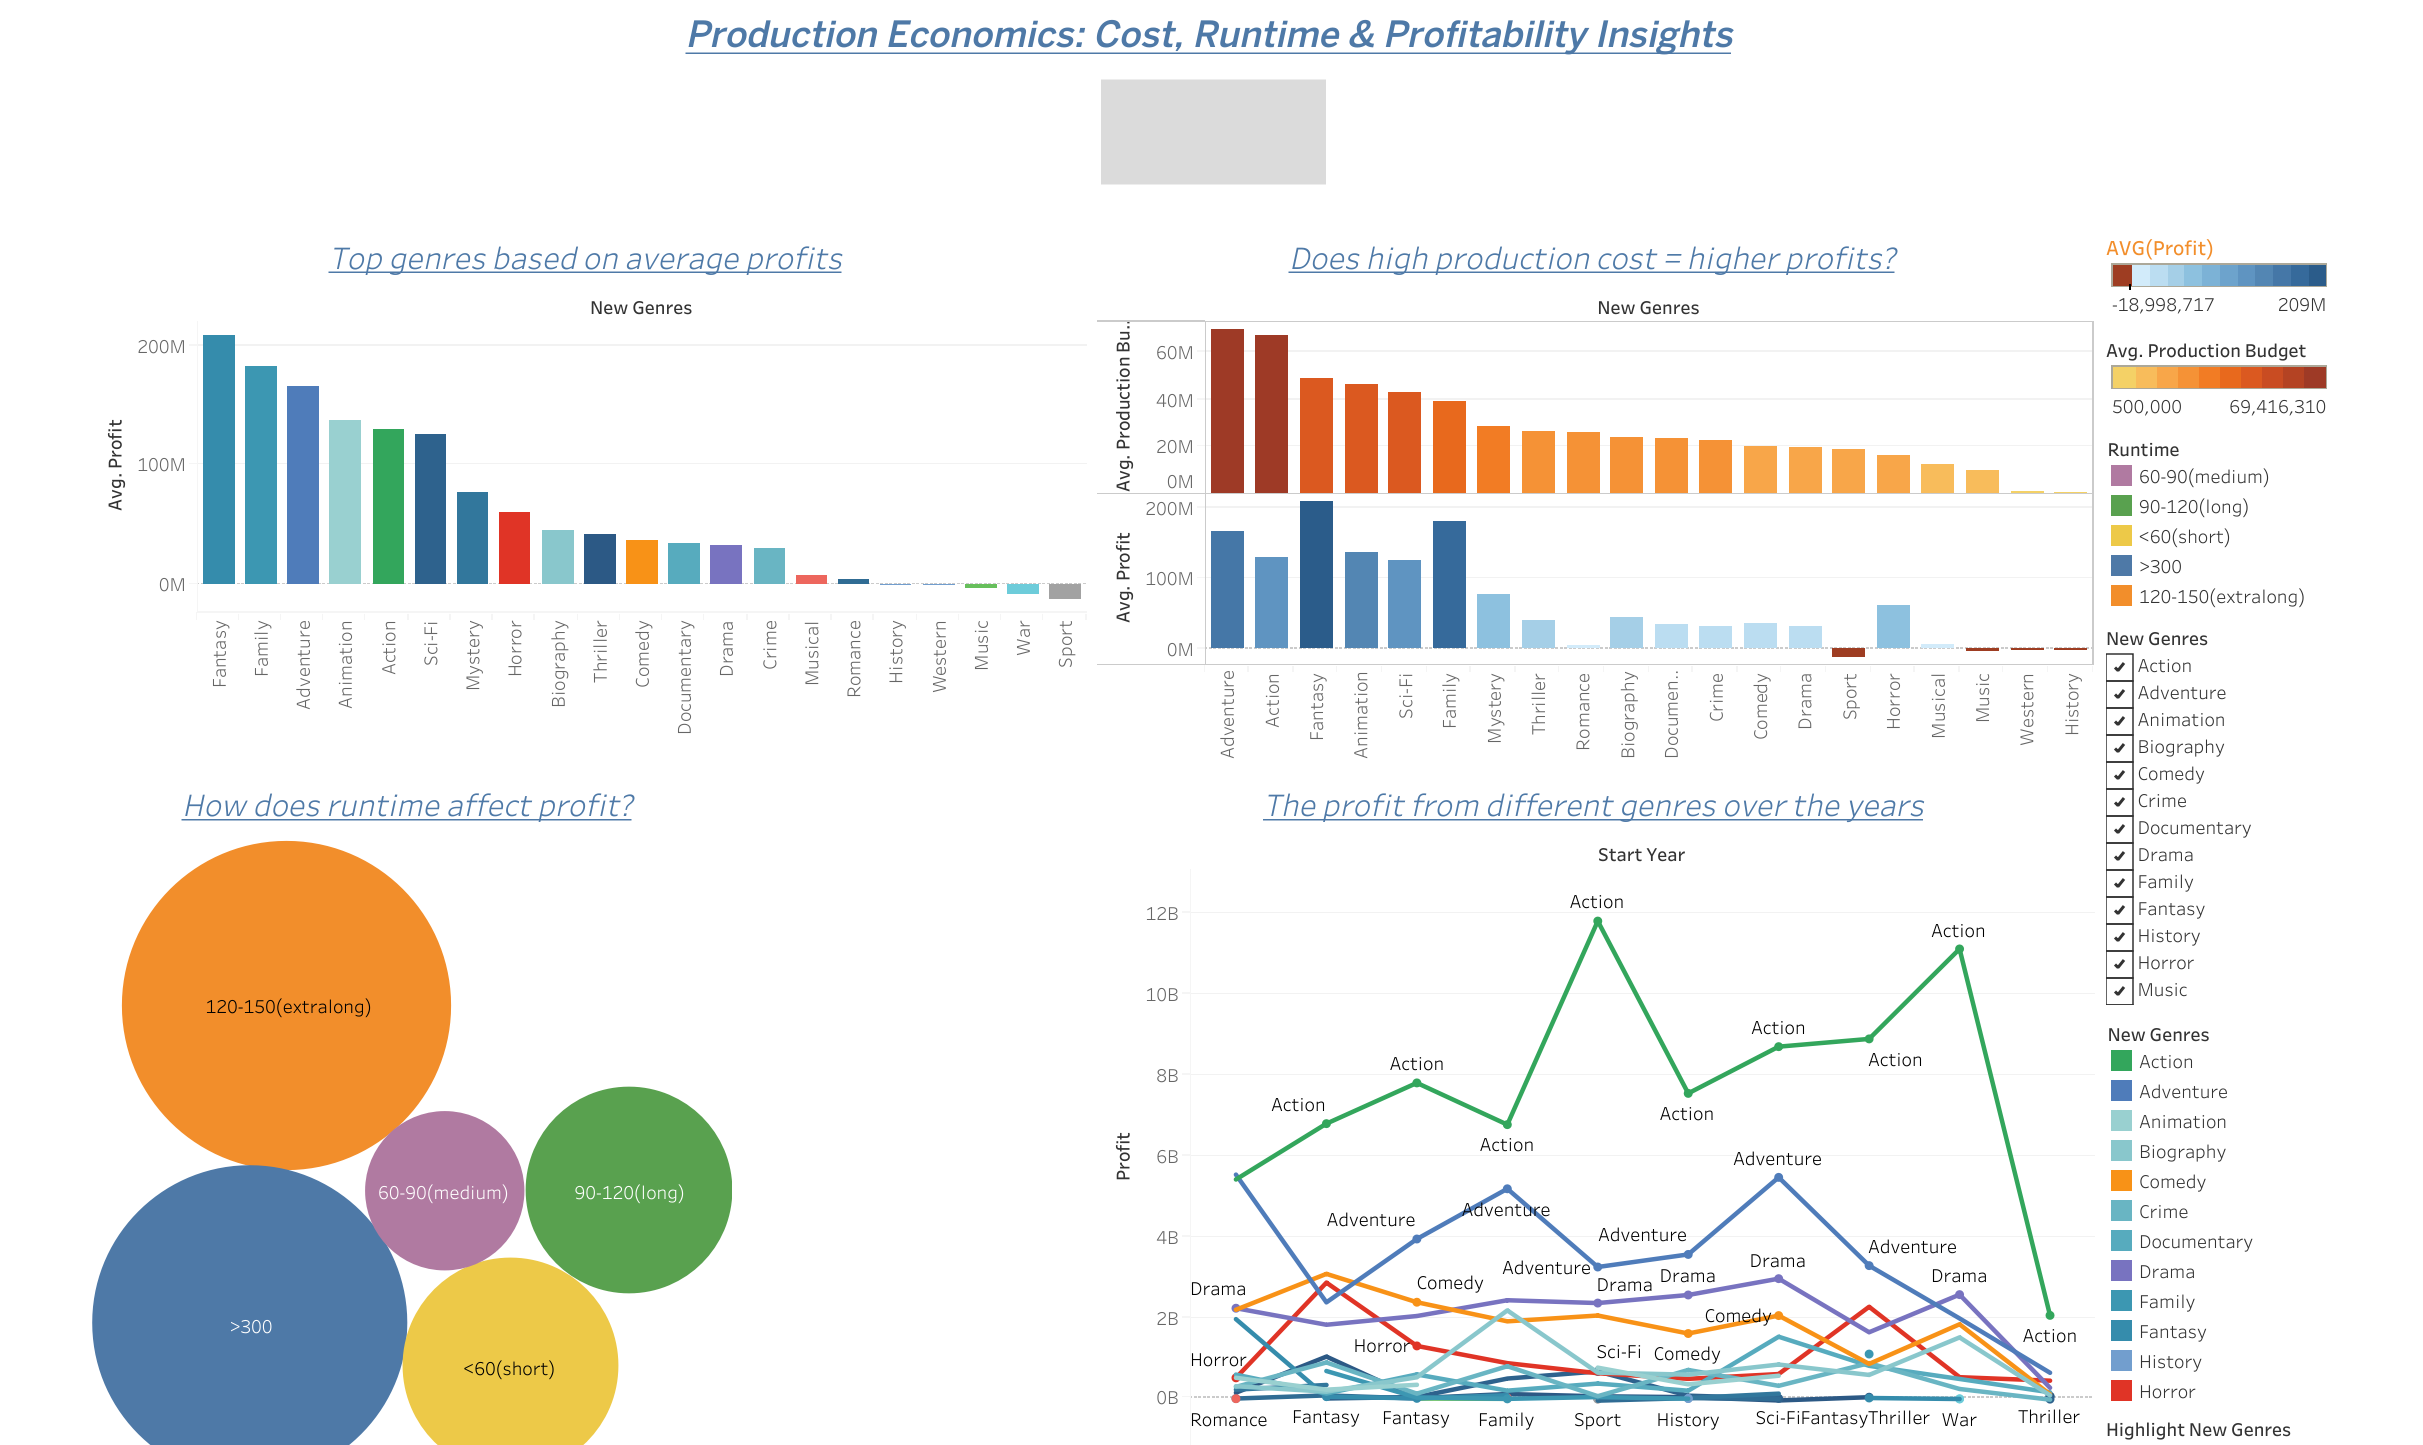 Production Economics: Cost, Runtime & Profitability Insights
Top genres based on average profits
New Genres
Avg. Profit
200M
100M
0M
Fantasy
Family
Adventure
Animation
Action
Sci-Fi
Mystery
Horror
Biography
Thriller
Comedy
Documentary
Drama
Crime
Musical
Romance
History
Western
Music
War
Sport
Does high production cost = higher profits?
New Genres
Avg. Production Bu..
60M
40M
20M
0M
Avg. Profit
200M
100M
0M
Adventure
Action
Fantasy
Animation
Sci-Fi
Family
Mystery
Thriller
Romance
Biography
Documen..
Crime
Comedy
Drama
Sport
Horror
Musical
Music
Western
History
How does runtime affect profit?
120-150(extralong)
60-90(medium)
90-120(long)
>300
<60(short)
The profit from different genres over the years
Start Year
Profit
12B
10B
8B
6B
4B
2B
0B
Action
Action
Action
Action
Action
Action
Action
Action
Action
Action
Adventure
Adventure
Adventure
Adventure
Adventure
Adventure
Drama
Comedy
Drama
Drama
Drama
Drama
Comedy
Horror
Horror
Sci-Fi
Comedy
Romance
Fantasy
Fantasy
Family
Sport
History
Sci-Fi
Fantasy
Thriller
War
Thriller
AVG(Profit)
-18,998,717 209M
Avg. Production Budget
500,000 69,416,310
Runtime
60-90(medium)
90-120(long)
<60(short)
>300
120-150(extralong)
New Genres
Action
Adventure
Animation
Biography
Comedy
Crime
Documentary
Drama
Family
Fantasy
History
Horror
Music
New Genres
Action
Adventure
Animation
Biography
Comedy
Crime
Documentary
Drama
Family
Fantasy
History
Horror
Highlight New Genres